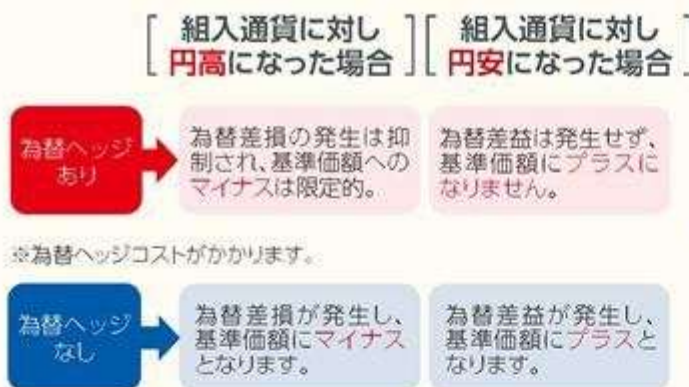 組入通貨に対し
円高になった場合
組入通貨に対し
円安になった場合
為替ヘッジ
あり
為替差損の発生は抑
制され、基準価額への
マイナスは限定的。
為替差益は発生せず、
基準価額にプラスに
なりません。
※為替ヘッジコストがかかります。
為替ヘッジ
なし
為替差損が発生し、
基準価額にマイナス
となります。
為替差益が発生し、
基準価額にプラスと
なります。